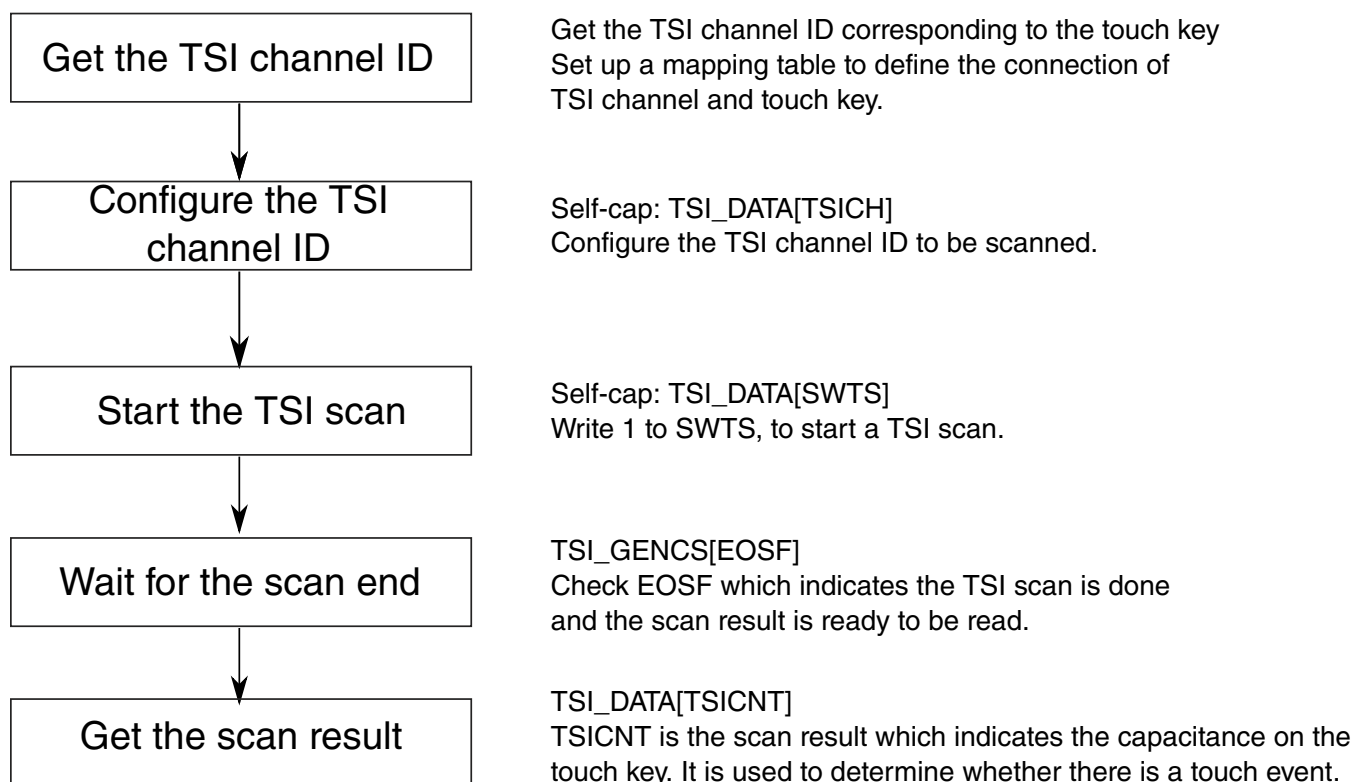 Get the TSI channel ID
Get the TSI channel ID corresponding to the touch key
Set up a mapping table to define the connection of
TSI channel and touch key.
Configure the TSI
channel ID
Self-cap: TSI_DATA[TSICH]
Configure the TSI channel ID to be scanned.
Start the TSI scan
Self-cap: TSI_DATA[SWTS]
Write 1 to SWTS, to start a TSI scan.
Wait for the scan end
TSI_GENCS[EOSF]
Check EOSF which indicates the TSI scan is done
and the scan result is ready to be read.
Get the scan result
TSI_DATA[TSICNT]
TSICNT is the scan result which indicates the capacitance on the
touch key. It is used to determine whether there is a touch event.